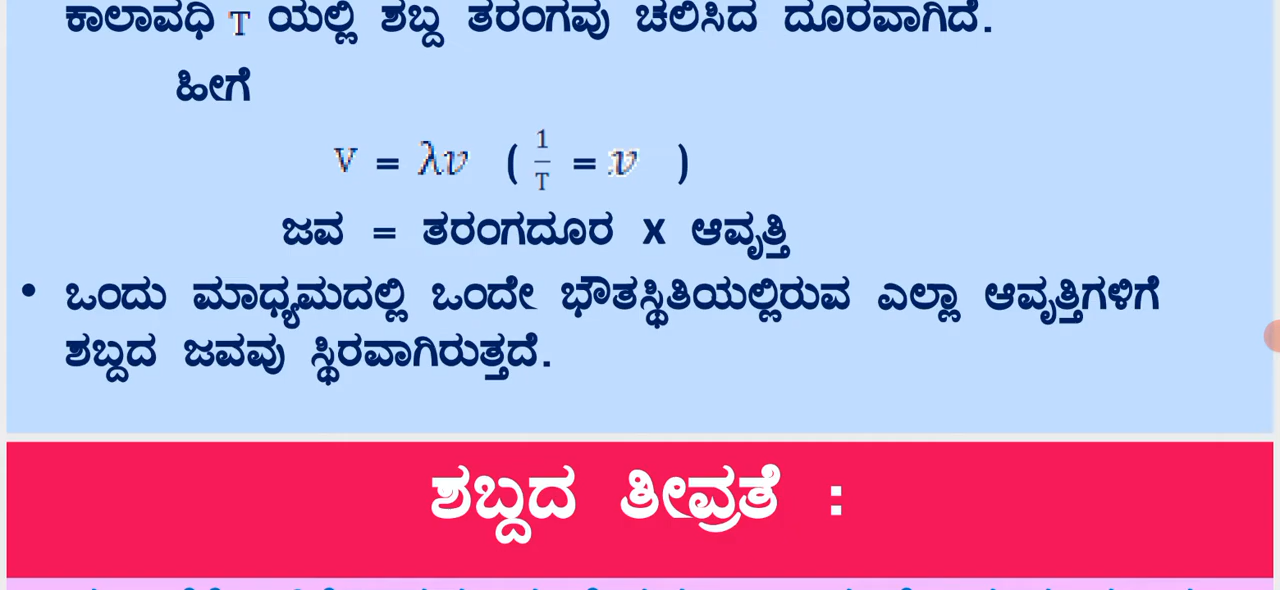 ಕಾಲಾವಧಿ T ಯಲ್ಲಿ ಶಬ್ದ ತರಂಗವು ಚಲಿಸಿದ ದೂರವಾಗಿದೆ.
ಹೀಗೆ
V = λν ( 1/T = ν )
ಜವ = ತರಂಗದೂರ X ಆವೃತ್ತಿ
• ಒಂದು ಮಾಧ್ಯಮದಲ್ಲಿ ಒಂದೇ ಭೌತಸ್ಥಿತಿಯಲ್ಲಿರುವ ಎಲ್ಲಾ ಆವೃತ್ತಿಗಳಿಗೆ
ಶಬ್ದದ ಜವವು ಸ್ಥಿರವಾಗಿರುತ್ತದೆ.
ಶಬ್ದದ ತೀವ್ರತೆ :